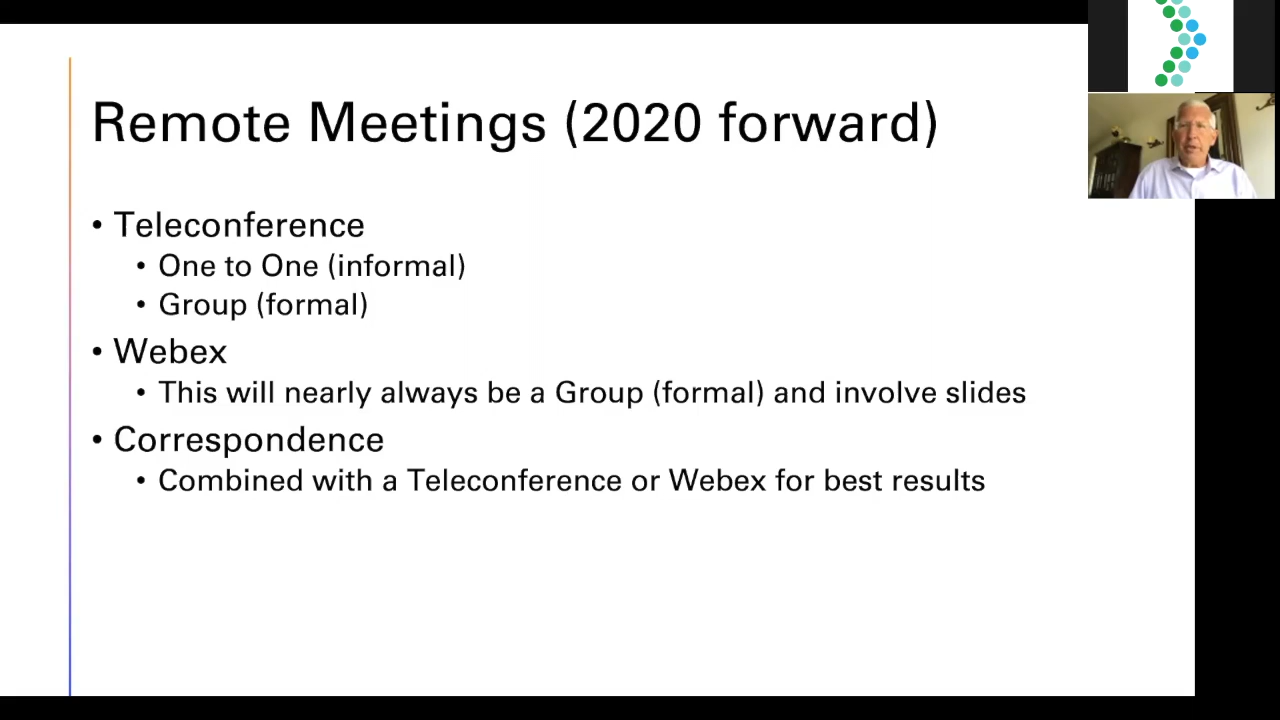 Remote Meetings (2020 forward)
• Teleconference
• One to One (informal)
• Group (formal)
• Webex
• This will nearly always be a Group (formal) and involve slides
• Correspondence
• Combined with a Teleconference or Webex for best results